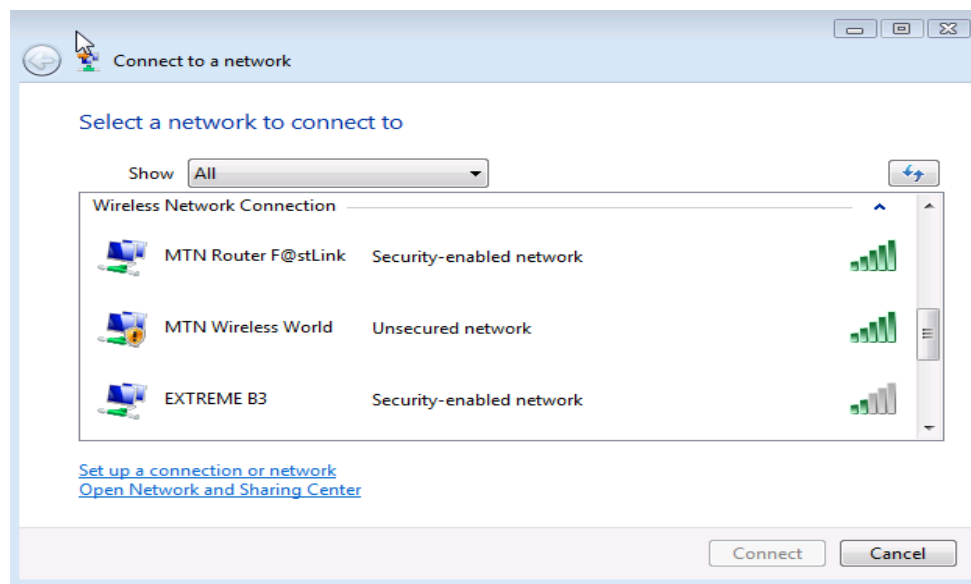 Connect to a network
Select a network to connect to
Show All
Wireless Network Connection
MTN Router F@stLink Security-enabled network
MTN Wireless World Unsecured network
EXTREME B3 Security-enabled network
Set up a connection or network
Open Network and Sharing Center
Connect Cancel